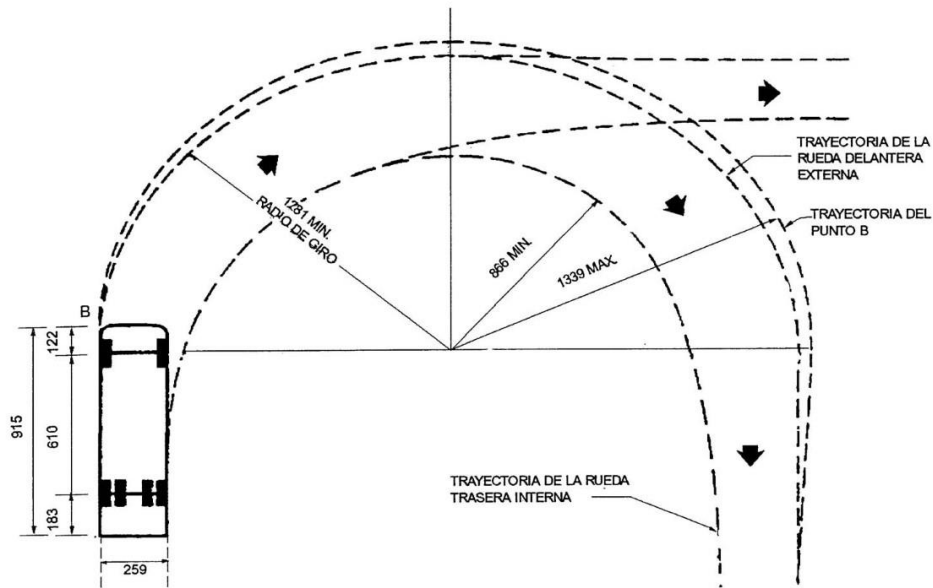 TRAYECTORIA DE LA
RUEDA DELANTERA
EXTERNA
TRAYECTORIA DEL
PUNTO B
1281 MIN.
RADIO DE GIRO
866 MIN.
1339 MAX.
B
122
915
610
183
259
TRAYECTORIA DE LA RUEDA
TRASERA INTERNA